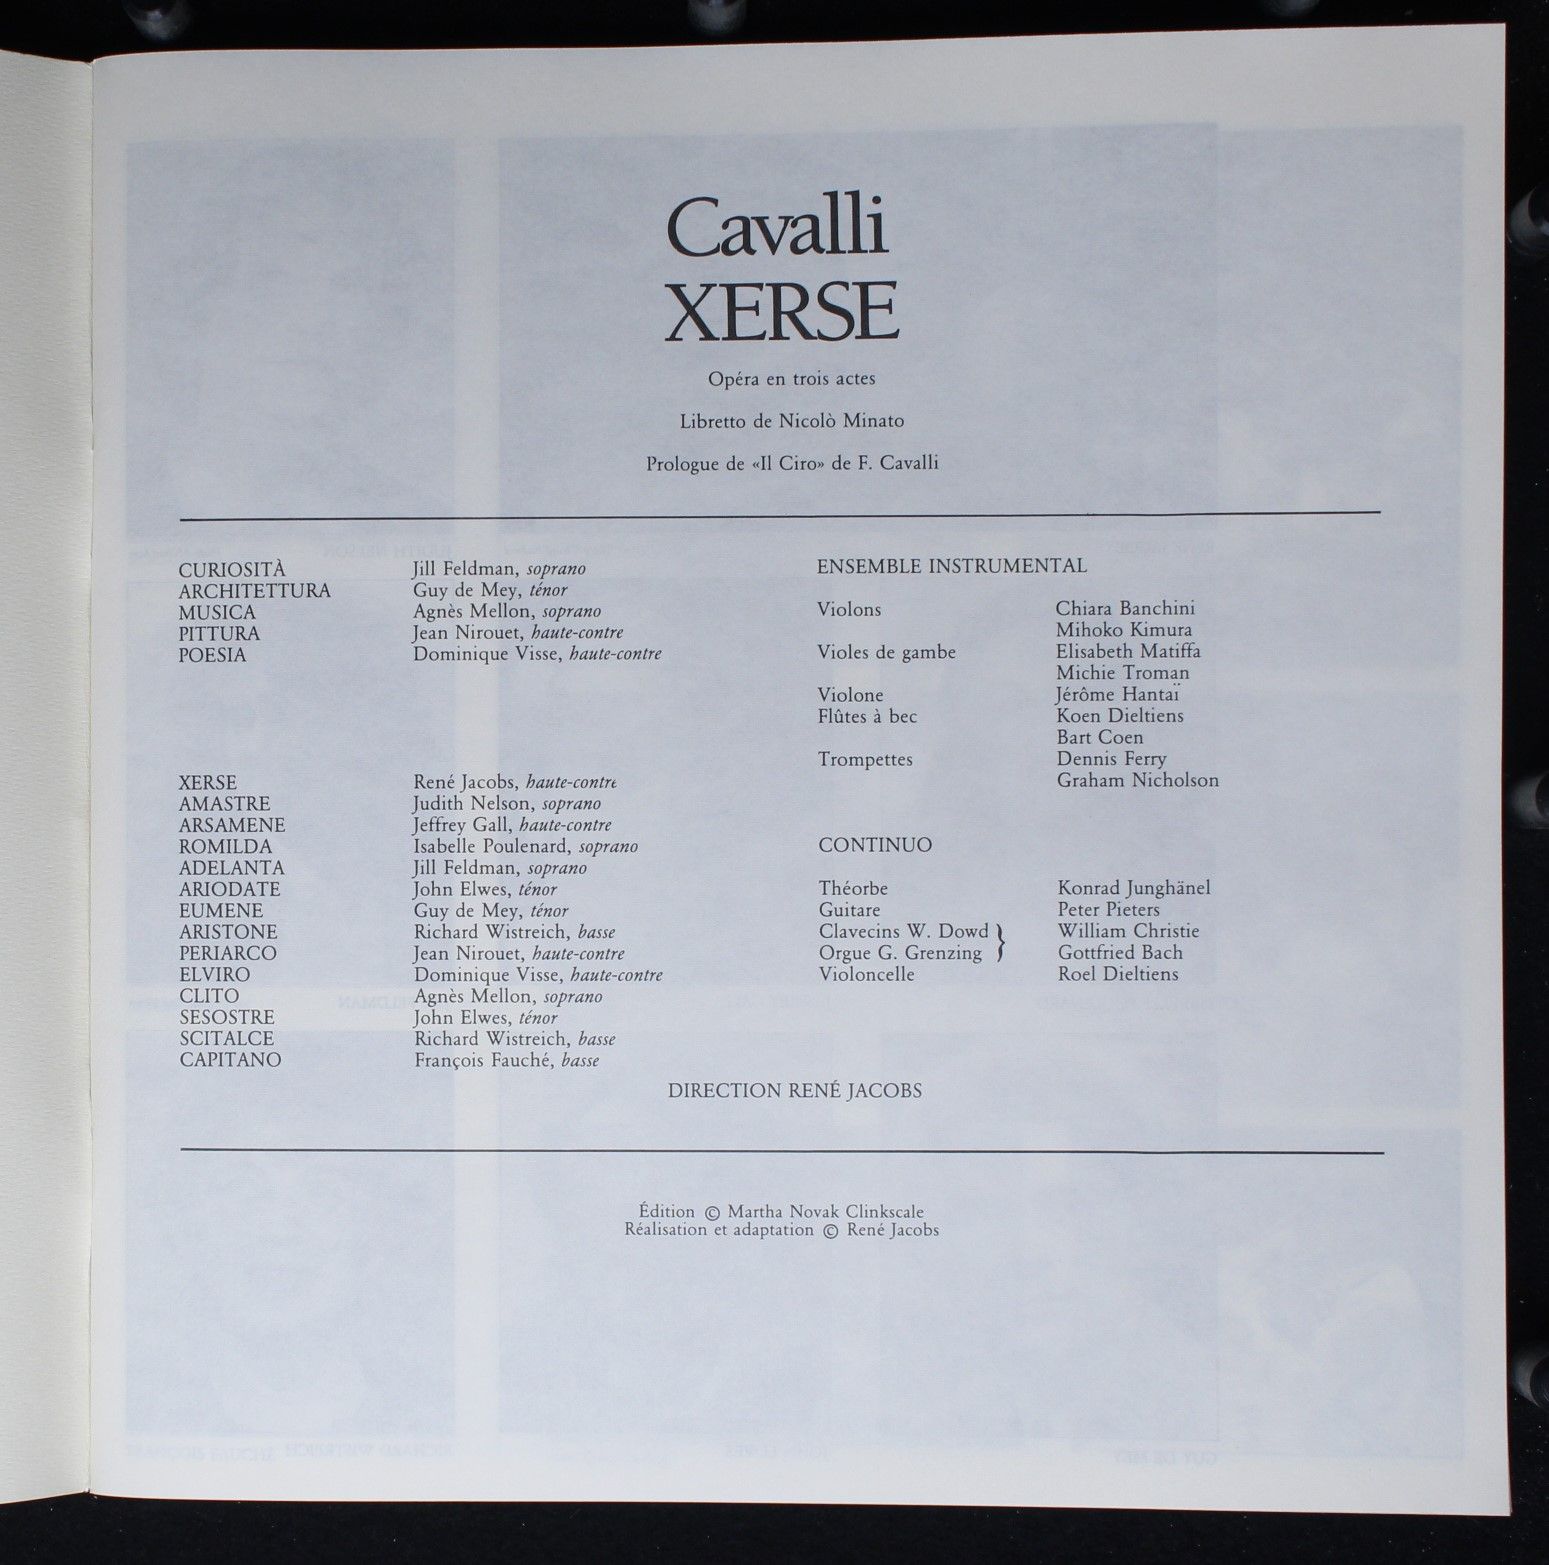 Cavalli
XERSE
Opéra en trois actes
Libretto de Nicolò Minato
Prologue de «Il Ciro» de F. Cavalli
CURIOSITÀ Jill Feldman, soprano
ARCHITETTURA Guy de Mey, ténor
MUSICA Agnès Mellon, soprano
PITTURA Jean Nirouet, haute-contre
POESIA Dominique Visse, haute-contre
XERSE René Jacobs, haute-contre
AMASTRE Judith Nelson, soprano
ARSAMENE Jeffrey Gall, haute-contre
ROMILDA Isabelle Poulenard, soprano
ADELANTA Jill Feldman, soprano
ARIODATE John Elwes, ténor
EUMENE Guy de Mey, ténor
ARISTONE Richard Wistreich, basse
PERIARCO Jean Nirouet, haute-contre
ELVIRO Dominique Visse, haute-contre
CLITO Agnès Mellon, soprano
SESOSTRE John Elwes, ténor
SCITALCE Richard Wistreich, basse
CAPITANO François Fauché, basse
ENSEMBLE INSTRUMENTAL
Violons Chiara Banchini
Mihoko Kimura
Violes de gambe Elisabeth Matiffa
Michie Troman
Violone Jérôme Hantaï
Flûtes à bec Koen Dieltiens
Bart Coen
Trompettes Dennis Ferry
Graham Nicholson
CONTINUO
Théorbe Konrad Junghänel
Guitare Peter Pieters
Clavecins W. Dowd } William Christie
Orgue G. Grenzing Gottfried Bach
Violoncelle Roel Dieltiens
DIRECTION RENÉ JACOBS
Édition © Martha Novak Clinkscale
Réalisation et adaptation © René Jacobs